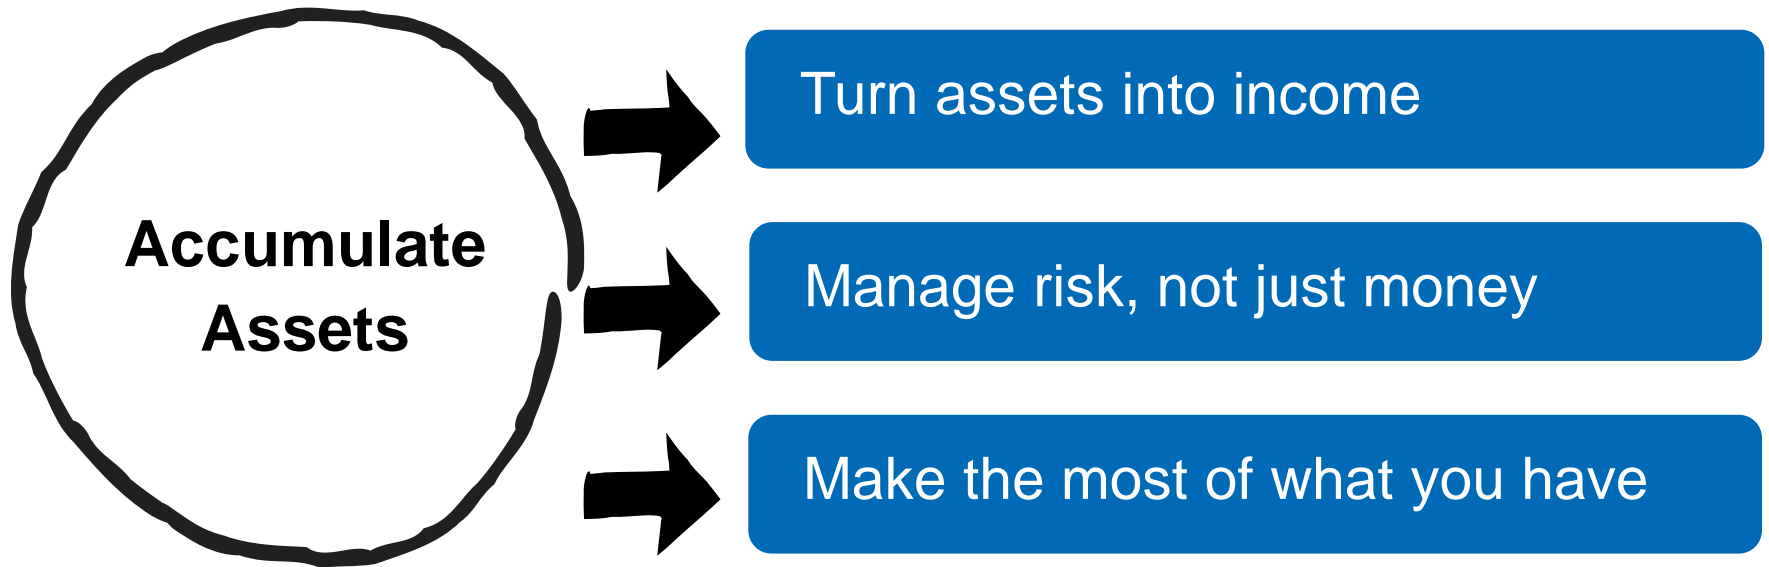 Accumulate
Assets
Turn assets into income
Manage risk, not just money
Make the most of what you have